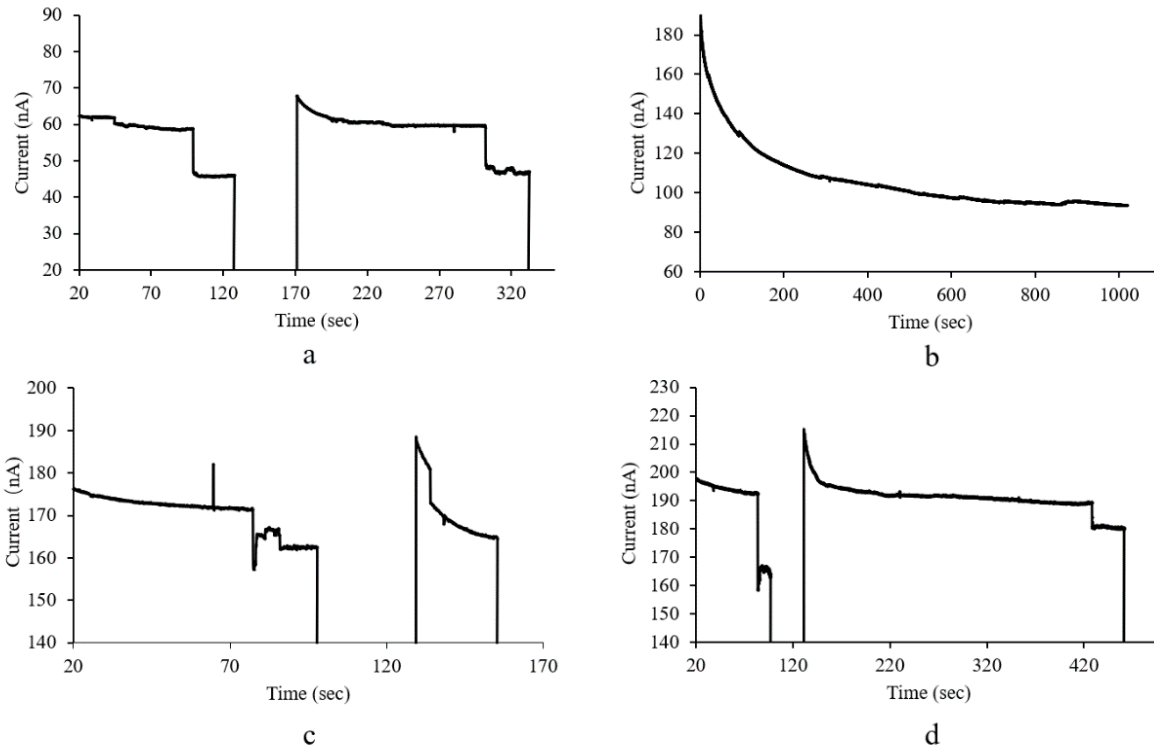 Current (nA)
90
80
70
60
50
40
30
20
20 70 120 170 220 270 320
Time (sec)
a
Current (nA)
180
160
140
120
100
80
60
0 200 400 600 800 1000
Time (sec)
b
Current (nA)
200
190
180
170
160
150
140
20 70 120 170
Time (sec)
c
Current (nA)
230
220
210
200
190
180
170
160
150
140
20 120 220 320 420
Time (sec)
d